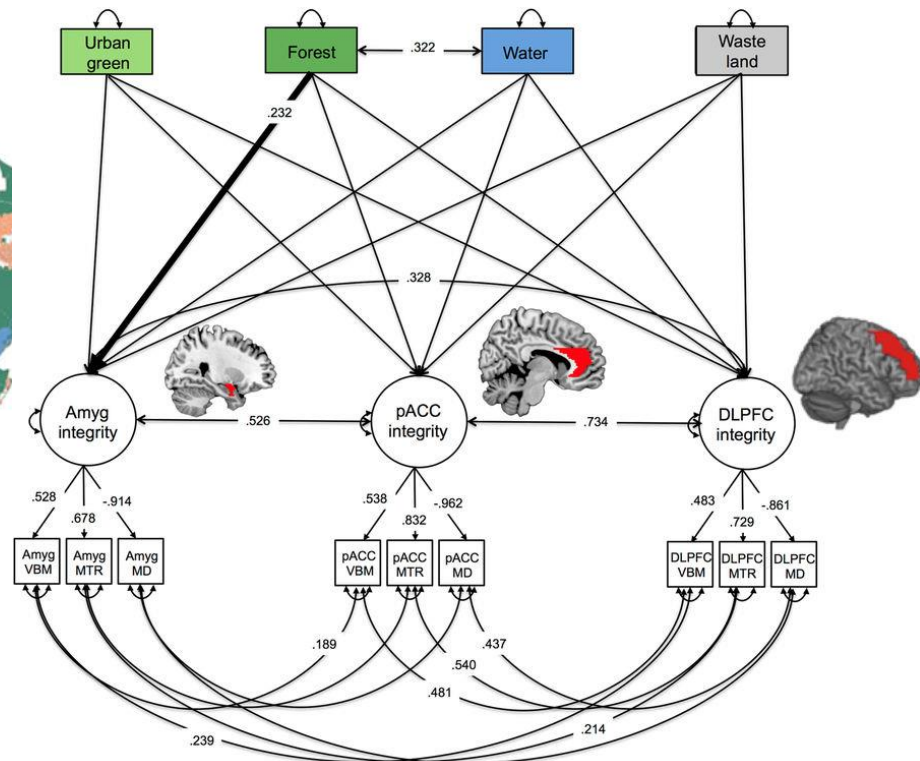 Urban
green
Forest
.322
Water
Waste
land
.232
.328
Amyg
integrity
.526
pACC
integrity
.734
DLPFC
integrity
.528
.678
-.914
.538
.832
-.962
.483
.729
-.861
Amyg
VBM
Amyg
MTR
Amyg
MD
pACC
VBM
pACC
MTR
pACC
MD
DLPFC
VBM
DLPFC
MTR
DLPFC
MD
.189
.437
.540
.481
.214
.239